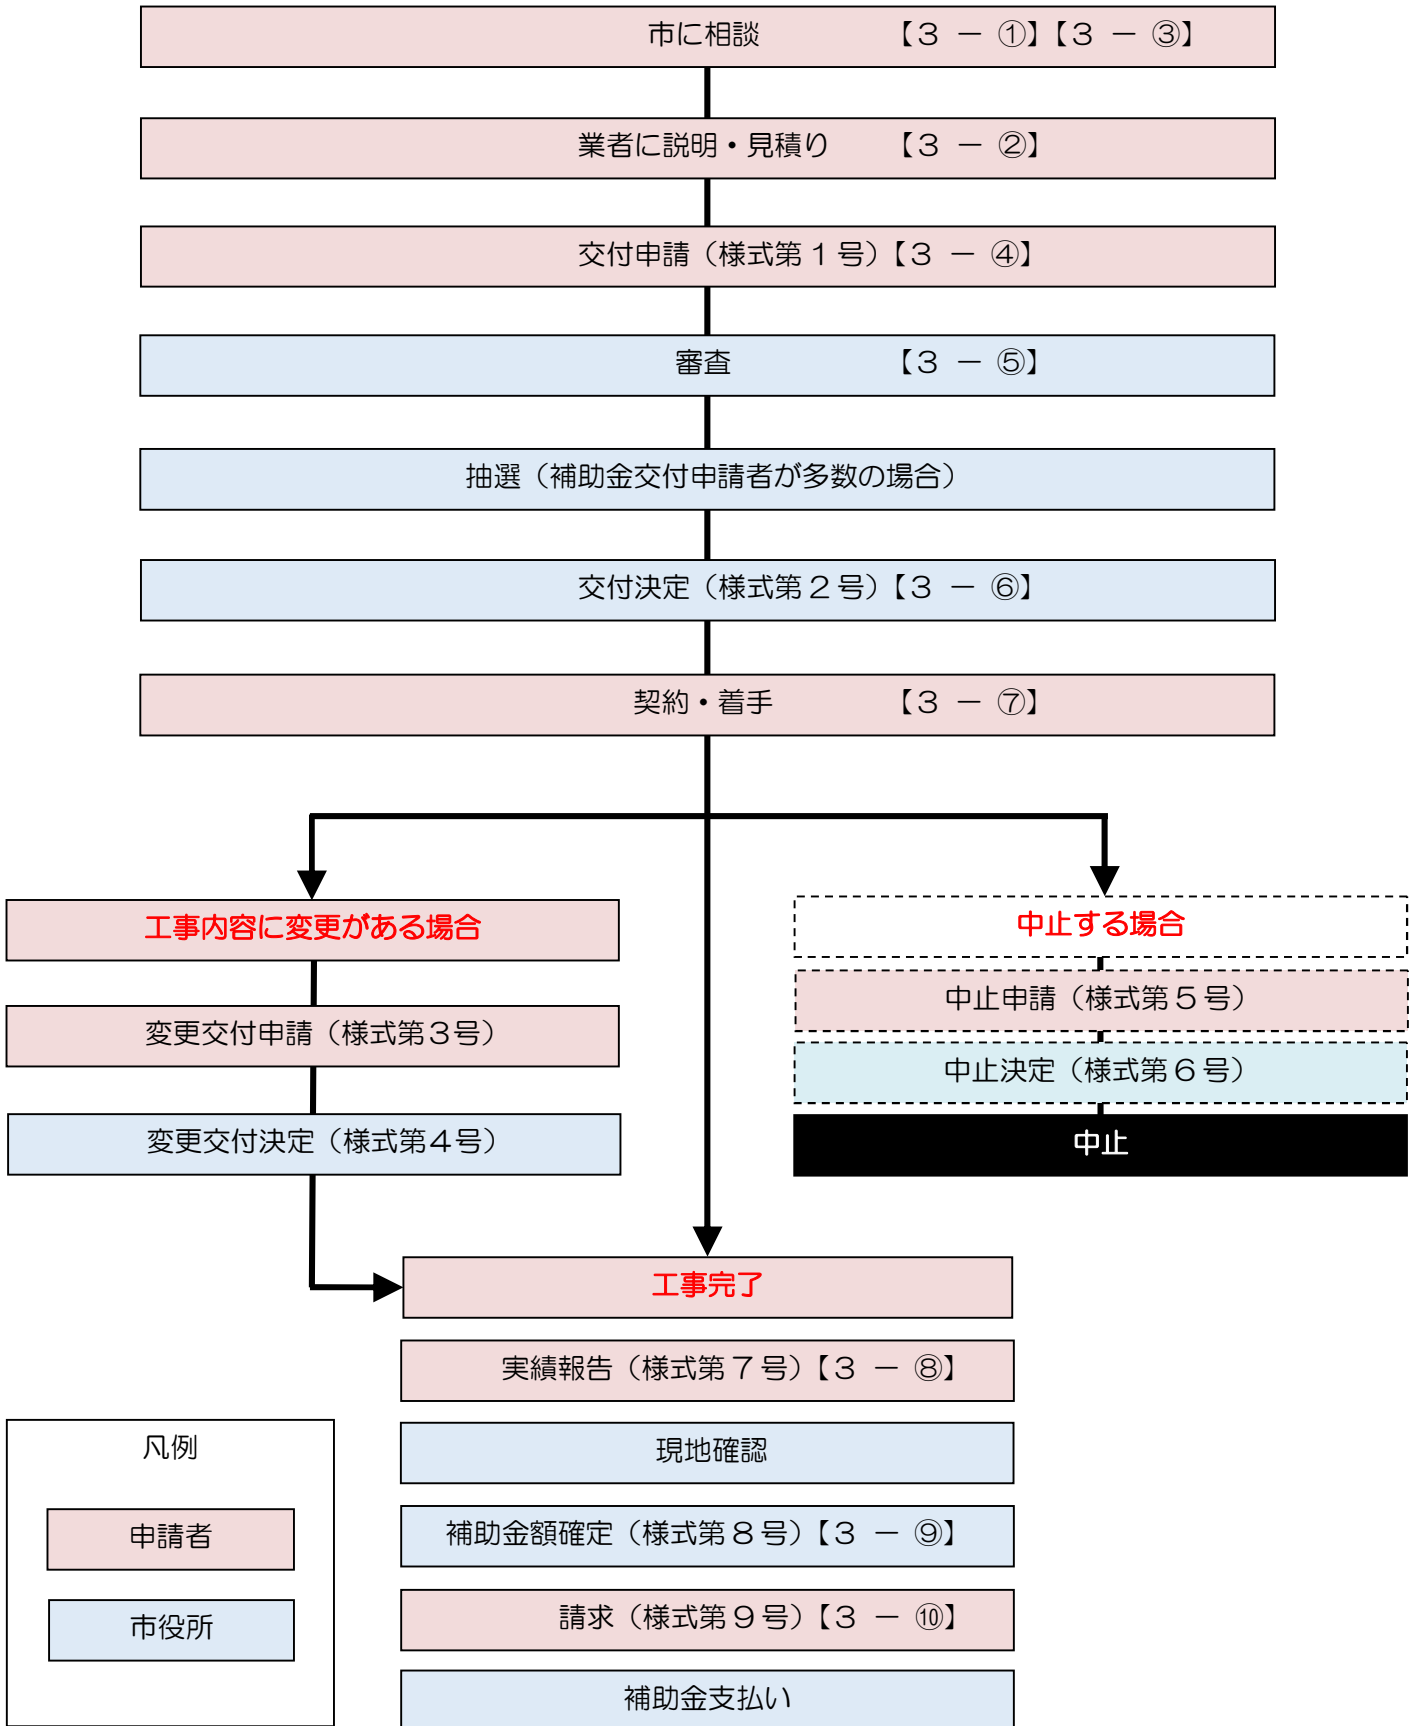 市に相談 【３ － ①】【３ － ③】
業者に説明・見積り 【３ － ②】
交付申請（様式第１号）【３ － ④】
審査 【３ － ⑤】
抽選（補助金交付申請者が多数の場合）
交付決定（様式第２号）【３ － ⑥】
契約・着手 【３ － ⑦】
工事内容に変更がある場合
変更交付申請（様式第３号）
変更交付決定（様式第４号）
中止する場合
中止申請（様式第５号）
中止決定（様式第６号）
中止
工事完了
実績報告（様式第７号）【３ － ⑧】
現地確認
補助金額確定（様式第８号）【３ － ⑨】
請求（様式第９号）【３ － ⑩】
補助金支払い
凡例
申請者
市役所